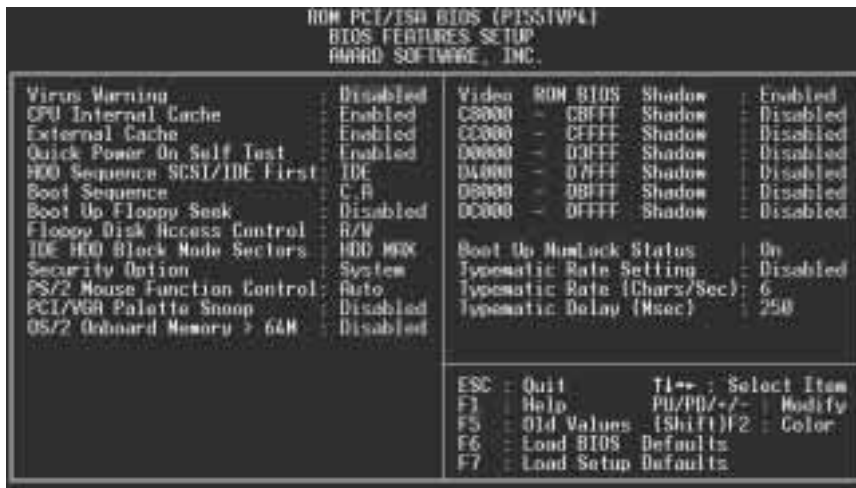 ROM PCI/ISA BIOS (PI55TVP4)
BIOS FEATURES SETUP
AWARD SOFTWARE, INC.
Virus Warning : Disabled
CPU Internal Cache : Enabled
External Cache : Enabled
Quick Power On Self Test : Enabled
HDD Sequence SCSI/IDE First: IDE
Boot Sequence : C,A
Boot Up Floppy Seek : Disabled
Floppy Disk Access Control : R/W
IDE HDD Block Mode Sectors : HDD MAX
Security Option : System
PS/2 Mouse Function Control: Auto
PCI/VGA Palette Snoop : Disabled
OS/2 Onboard Memory > 64M : Disabled
Video ROM BIOS Shadow : Enabled
C8000 - CBFFF Shadow : Disabled
CC000 - CFFFF Shadow : Disabled
D0000 - D3FFF Shadow : Disabled
D4000 - D7FFF Shadow : Disabled
D8000 - DBFFF Shadow : Disabled
DC000 - DFFFF Shadow : Disabled
Boot Up NumLock Status : On
Typematic Rate Setting : Disabled
Typematic Rate (Chars/Sec): 6
Typematic Delay (Msec) : 250
ESC : Quit ↑↓→← : Select Item
F1 : Help PU/PD/+/- : Modify
F5 : Old Values (Shift)F2 : Color
F6 : Load BIOS Defaults
F7 : Load Setup Defaults